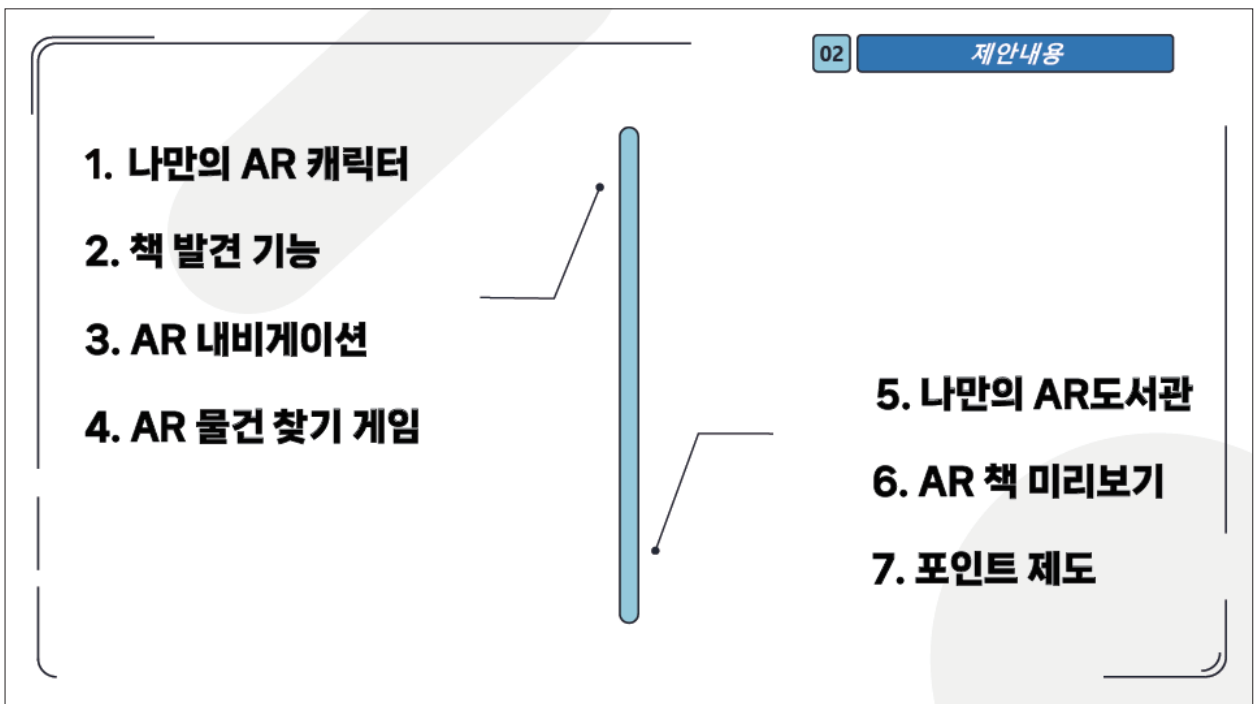 02 제안내용
1. 나만의 AR 캐릭터
2. 책 발견 기능
3. AR 내비게이션
4. AR 물건 찾기 게임
5. 나만의 AR도서관
6. AR 책 미리보기
7. 포인트 제도